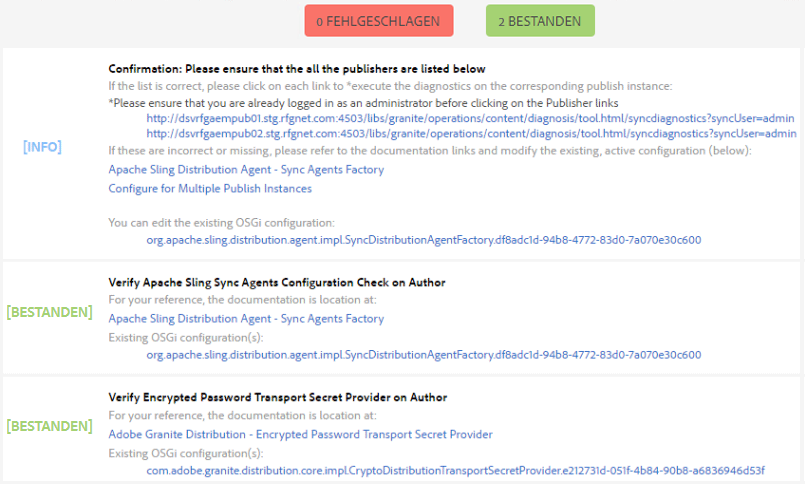 0 FEHLGESCHLAGEN
2 BESTANDEN
[INFO]
Confirmation: Please ensure that the all the publishers are listed below
If the list is correct, please click on each link to *execute the diagnostics on the corresponding publish instance:
*Please ensure that you are already logged in as an administrator before clicking on the Publisher links
http://dsvrfgaempub01.stg.rfgnet.com:4503/libs/granite/operations/content/diagnosis/tool.html/syncdiagnostics?syncUser=admin
http://dsvrfgaempub02.stg.rfgnet.com:4503/libs/granite/operations/content/diagnosis/tool.html/syncdiagnostics?syncUser=admin
If these are incorrect or missing, please refer to the documentation links and modify the existing, active configuration (below):
Apache Sling Distribution Agent - Sync Agents Factory
Configure for Multiple Publish Instances
You can edit the existing OSGi configuration:
org.apache.sling.distribution.agent.impl.SyncDistributionAgentFactory.df8adc1d-94b8-4772-83d0-7a070e30c600
[BESTANDEN]
Verify Apache Sling Sync Agents Configuration Check on Author
For your reference, the documentation is location at:
Apache Sling Distribution Agent - Sync Agents Factory
Existing OSGi configuration(s):
org.apache.sling.distribution.agent.impl.SyncDistributionAgentFactory.df8adc1d-94b8-4772-83d0-7a070e30c600
[BESTANDEN]
Verify Encrypted Password Transport Secret Provider on Author
For your reference, the documentation is location at:
Adobe Granite Distribution - Encrypted Password Transport Secret Provider
Existing OSGi configuration(s):
com.adobe.granite.distribution.core.impl.CryptoDistributionTransportSecretProvider.e212731d-051f-4b84-90b8-a6836946d53f